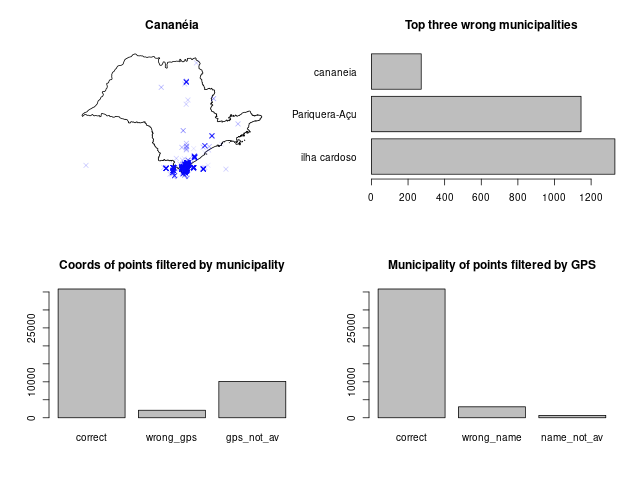 Cananéia
Top three wrong municipalities
cananeia
Pariquera-Açu
ilha cardoso
0 200 400 600 800 1000 1200
Coords of points filtered by municipality
0 10000 25000
correct wrong_gps gps_not_av
Municipality of points filtered by GPS
0 10000 25000
correct wrong_name name_not_av